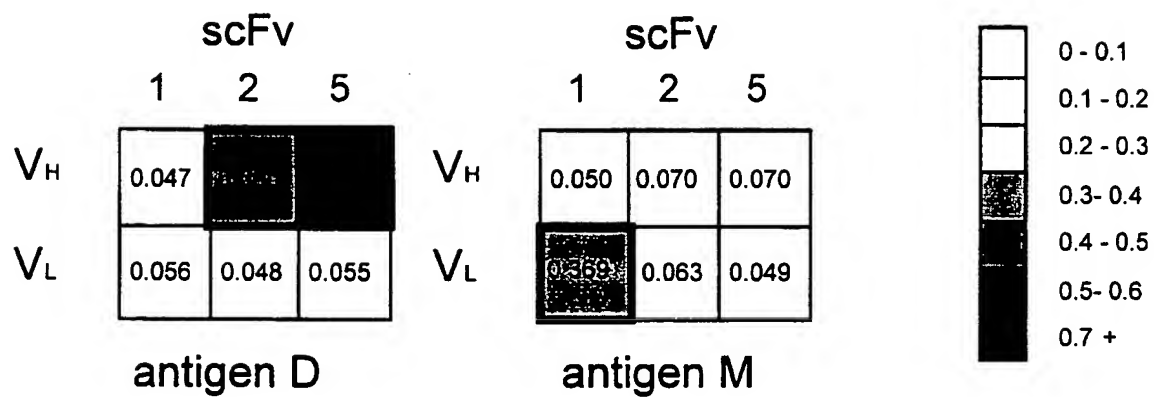 scFv
1 2 5
VH 0.047
VL 0.056 0.048 0.055
antigen D
scFv
1 2 5
VH 0.050 0.070 0.070
VL 0.369 0.063 0.049
antigen M
0 - 0.1
0.1 - 0.2
0.2 - 0.3
0.3- 0.4
0.4 - 0.5
0.5- 0.6
0.7 +